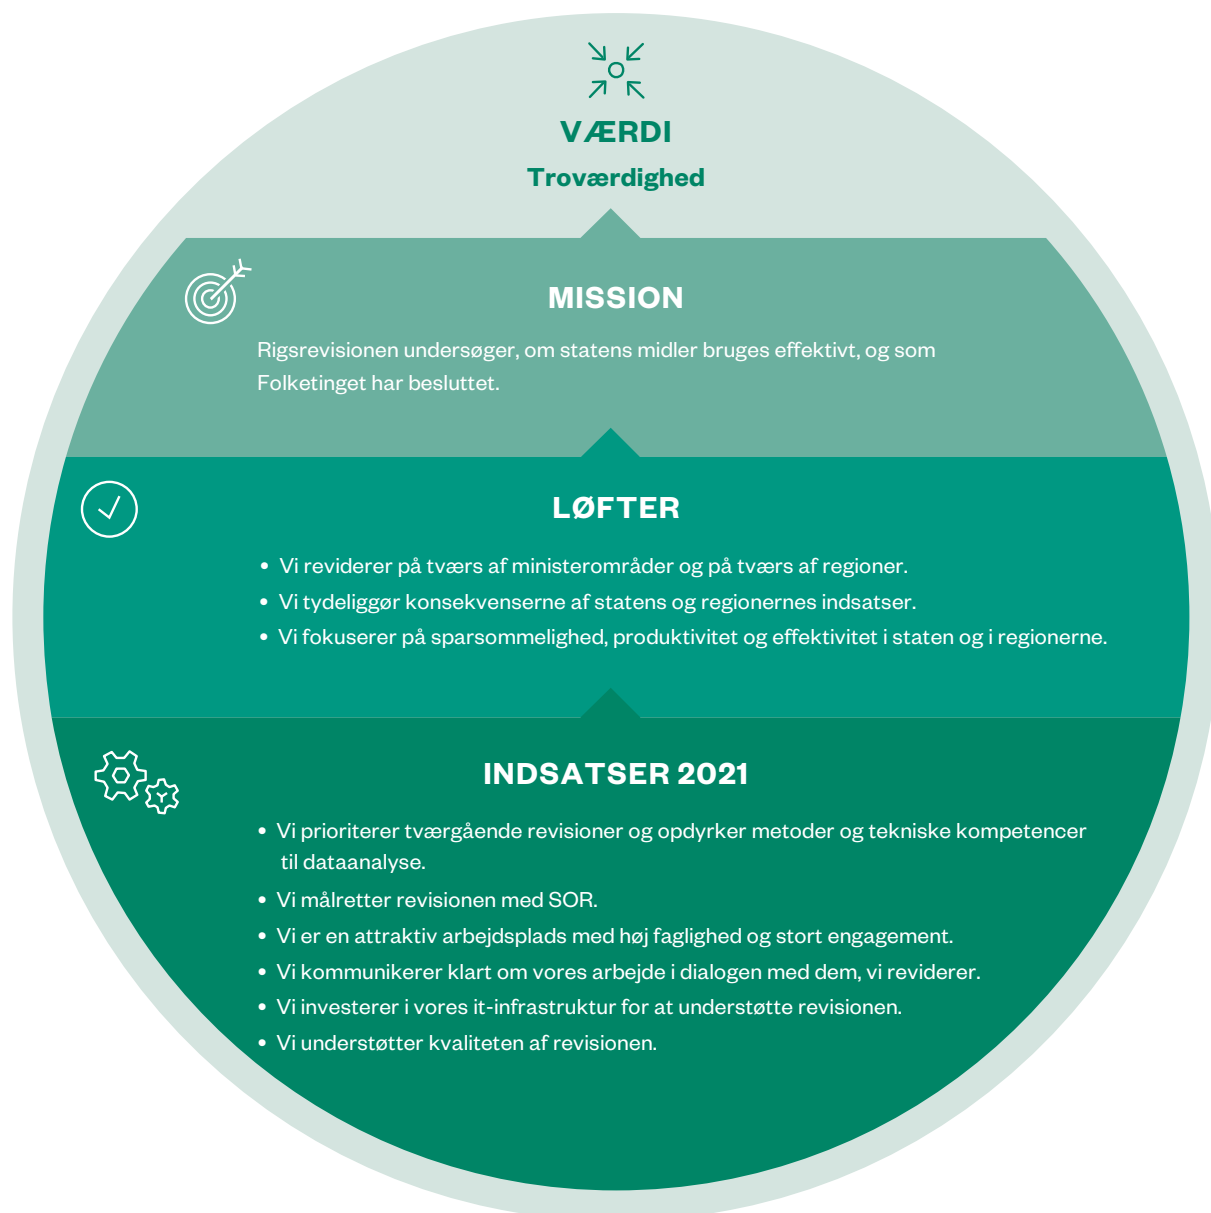 VÆRDI
Troværdighed
MISSION
Rigsrevisionen undersøger, om statens midler bruges effektivt, og som
Folketinget har besluttet.
LØFTER
• Vi reviderer på tværs af ministerområder og på tværs af regioner.
• Vi tydeliggør konsekvenserne af statens og regionernes indsatser.
• Vi fokuserer på sparsommelighed, produktivitet og effektivitet i staten og i regionerne.
INDSATSER 2021
• Vi prioriterer tværgående revisioner og opdyrker metoder og tekniske kompetencer
til dataanalyse.
• Vi målretter revisionen med SOR.
• Vi er en attraktiv arbejdsplads med høj faglighed og stort engagement.
• Vi kommunikerer klart om vores arbejde i dialogen med dem, vi reviderer.
• Vi investerer i vores it-infrastruktur for at understøtte revisionen.
• Vi understøtter kvaliteten af revisionen.